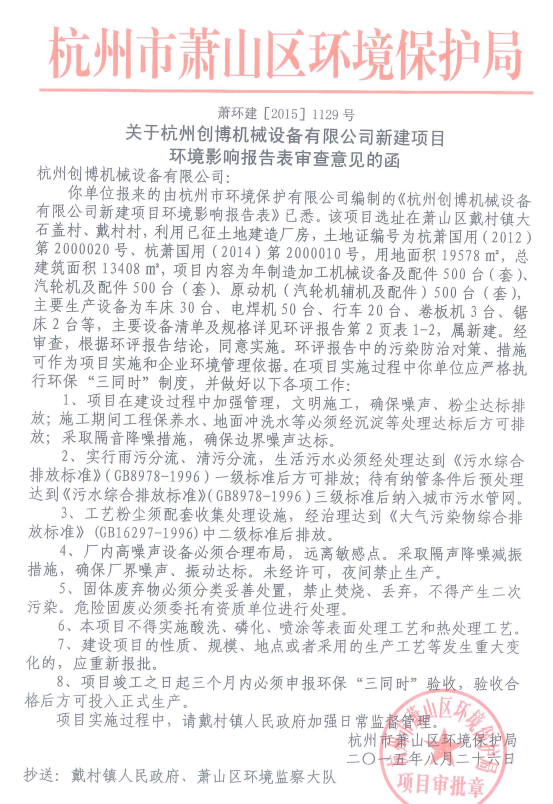 杭州市萧山区环境保护局
萧环建［2015］1129号
关于杭州创博机械设备有限公司新建项目
环境影响报告表审查意见的函
杭州创博机械设备有限公司：
你单位报来的由杭州市环境保护有限公司编制的《杭州创博机械设备
有限公司新建项目环境影响报告表》已悉。该项目选址在萧山区戴村镇大
石盖村、戴村村，利用已征土地建造厂房，土地证编号为杭萧国用（2012）
第2000020号、杭萧国用（2014）第2000010号，用地面积19578㎡，总
建筑面积13408㎡，项目内容为年制造加工机械设备及配件500台（套）、
汽轮机及配件500台（套）、原动机（汽轮机辅机及配件）500台（套），
主要生产设备为车床30台、电焊机50台、行车20台、卷板机3台、锯
床2台等，主要设备清单及规格详见环评报告第2页表1-2，属新建。经
审查，根据环评报告结论，同意实施。环评报告中的污染防治对策、措施
可作为项目实施和企业环境管理依据。在项目实施过程中你单位应严格执
行环保“三同时”制度，并做好以下各项工作：
1、项目在建设过程中加强管理，文明施工，确保噪声、粉尘达标排
放；施工期间工程保养水、地面冲洗水等必须经沉淀等处理达标后方可排
放；采取隔音降噪措施，确保边界噪声达标。
2、实行雨污分流、清污分流，生活污水必须经处理达到《污水综合
排放标准》（GB8978-1996）一级标准后方可排放；待有纳管条件后预处理
达到《污水综合排放标准》（GB8978-1996）三级标准后纳入城市污水管网。
3、工艺粉尘须配套收集处理设施，经治理达到《大气污染物综合排
放标准》（GB16297-1996）中二级标准后排放。
4、厂内高噪声设备必须合理布局，远离敏感点。采取隔声降噪减振
措施，确保厂界噪声、振动达标。未经许可，夜间禁止生产。
5、固体废弃物必须分类妥善处置，禁止焚烧、丢弃，不得产生二次
污染。危险固废必须委托有资质单位进行处理。
6、本项目不得实施酸洗、磷化、喷涂等表面处理工艺和热处理工艺。
7、建设项目的性质、规模、地点或者采用的生产工艺等发生重大变
化的，应重新报批。
8、项目竣工之日起三个月内必须申报环保“三同时”验收，验收合
格后方可投入正式生产。
项目实施过程中，请戴村镇人民政府加强日常监督管理。
杭州市萧山区环境保护局
二〇一五年八月二十六日
杭州市萧山区环境保护局
项目审批章
抄送：戴村镇人民政府、萧山区环境监察大队